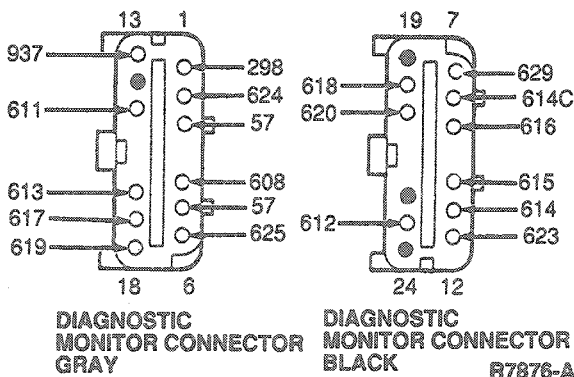 13 1
937
298
624
611
57
613
608
617
57
619
625
18 6
DIAGNOSTIC
MONITOR CONNECTOR
GRAY
19 7
629
618
614C
620
616
615
614
612
623
24 12
DIAGNOSTIC
MONITOR CONNECTOR
BLACK
R7876-A